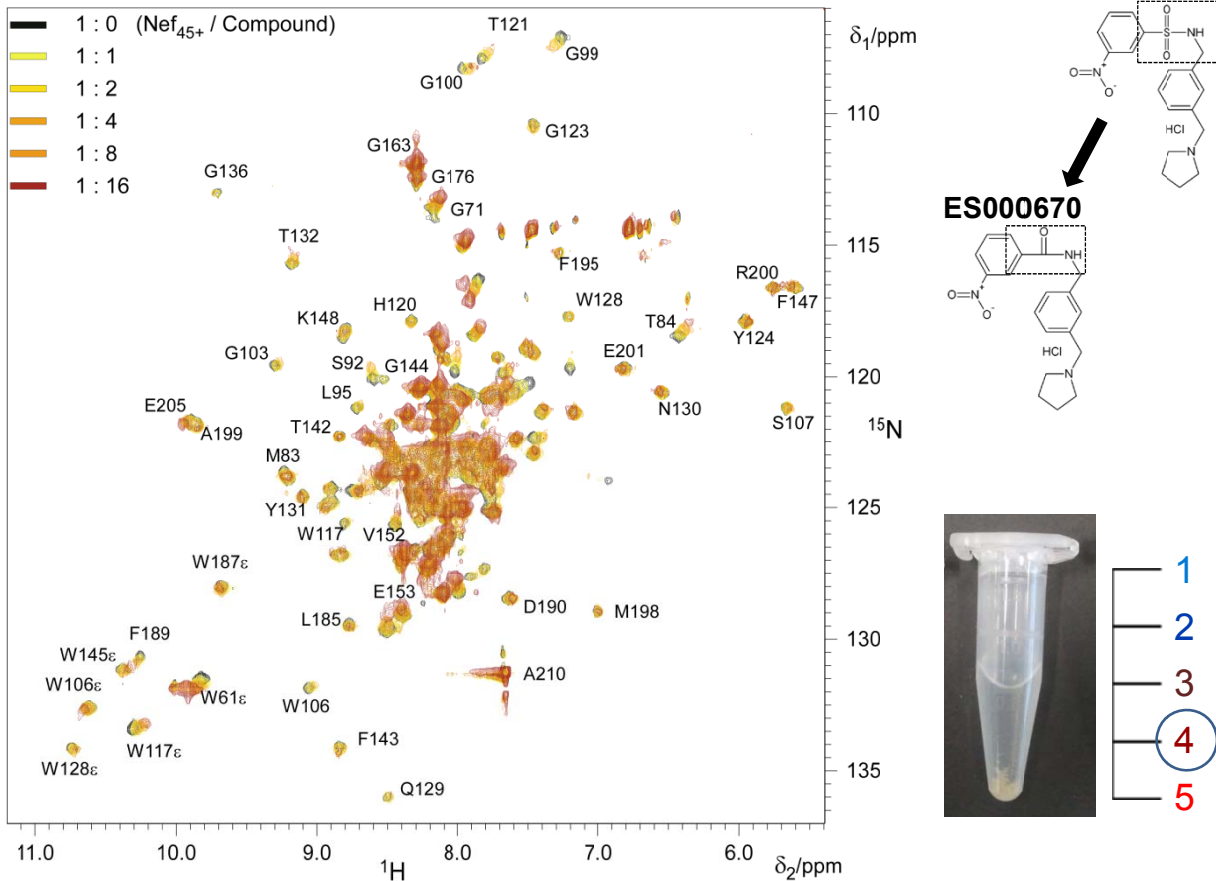 1 : 0 (Nef45+ / Compound)
1 : 1
1 : 2
1 : 4
1 : 8
1 : 16
T121
G99
G100
G123
G163
G136
G176
G71
T132
F195
R200
F147
W128
H120
K148
T84
Y124
G103
S92
G144
E201
L95
N130
S107
E205
A199
T142
M83
Y131
W117
V152
W187ε
E153
D190
M198
L185
F189
W145ε
W106ε
W61ε
W106
A210
W117ε
W128ε
F143
Q129
δ1/ppm
110
115
120
15N
125
130
135
11.0 10.0 9.0 8.0 7.0 6.0
1H
δ2/ppm
O
S NH
O
O N+
O-
HCl
N
ES000670
O
NH
O N+
O-
HCl
N
1
2
3
4
5